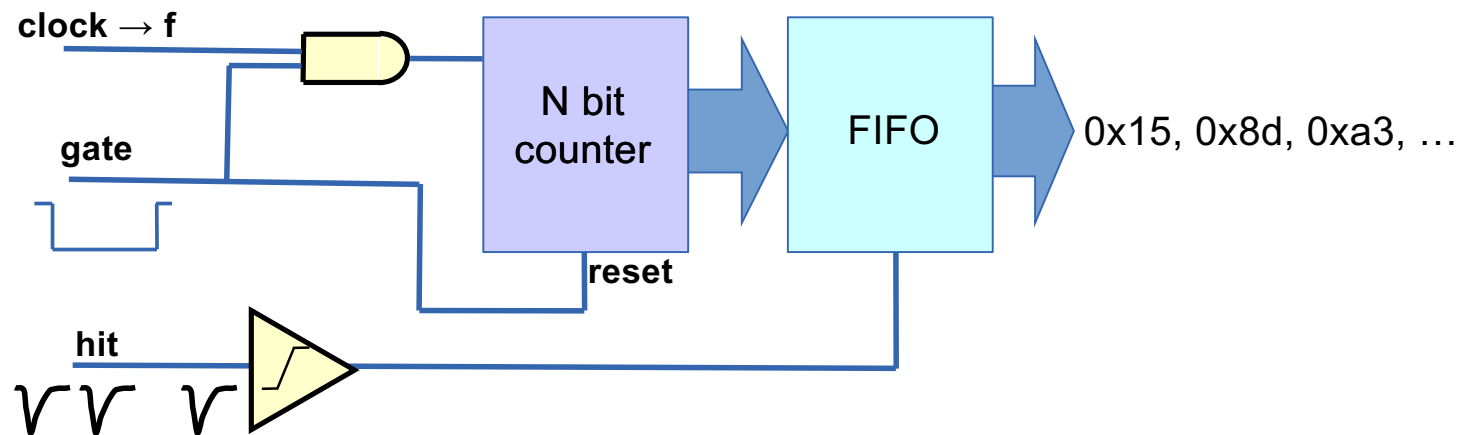 clock → f
N bit
counter
FIFO
0x15, 0x8d, 0xa3, …
gate
reset
hit